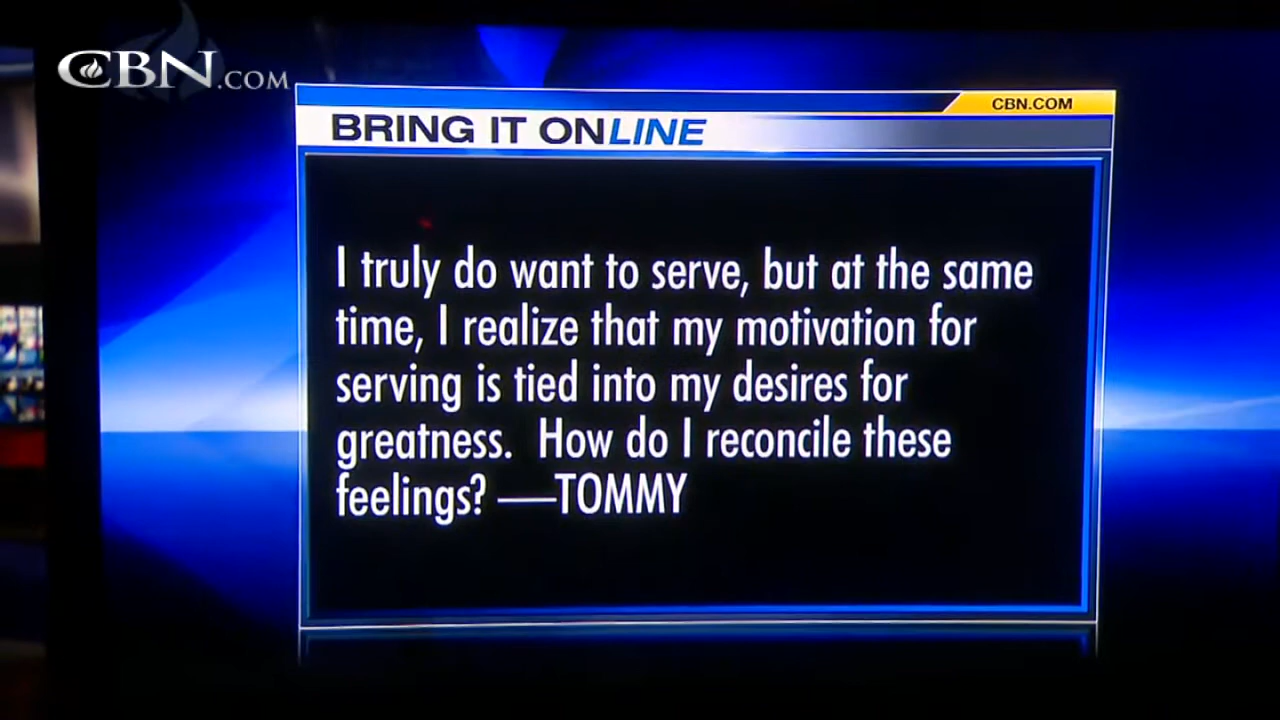 CBN.COM
CBN.COM
BRING IT ONLINE
I truly do want to serve, but at the same
time, I realize that my motivation for
serving is tied into my desires for
greatness.  How do I reconcile these
feelings? —TOMMY